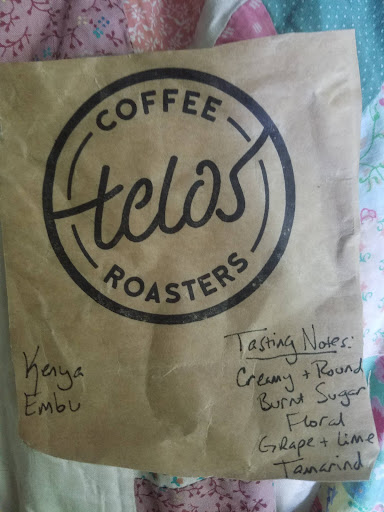 COFFEE
telos
ROASTERS
Kenya
Embu
Tasting Notes:
Creamy + Round
Burnt Sugar
Floral
Grape + Lime
Tamarind